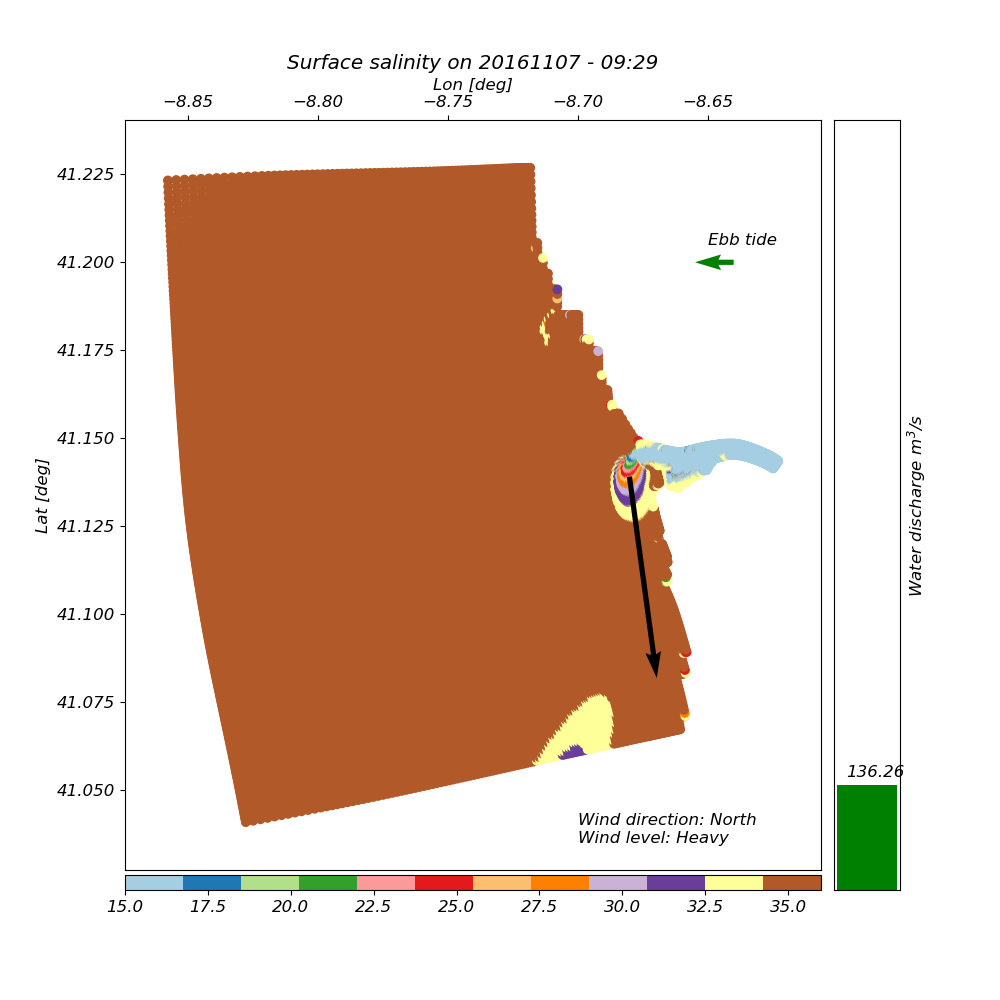 Surface salinity on 20161107 - 09:29
Lon [deg]
−8.85 −8.80 −8.75 −8.70 −8.65
41.225
41.200
41.175
41.150
41.125
41.100
41.075
41.050
Lat [deg]
Ebb tide
Water discharge m³/s
136.26
Wind direction: North
Wind level: Heavy
15.0 17.5 20.0 22.5 25.0 27.5 30.0 32.5 35.0